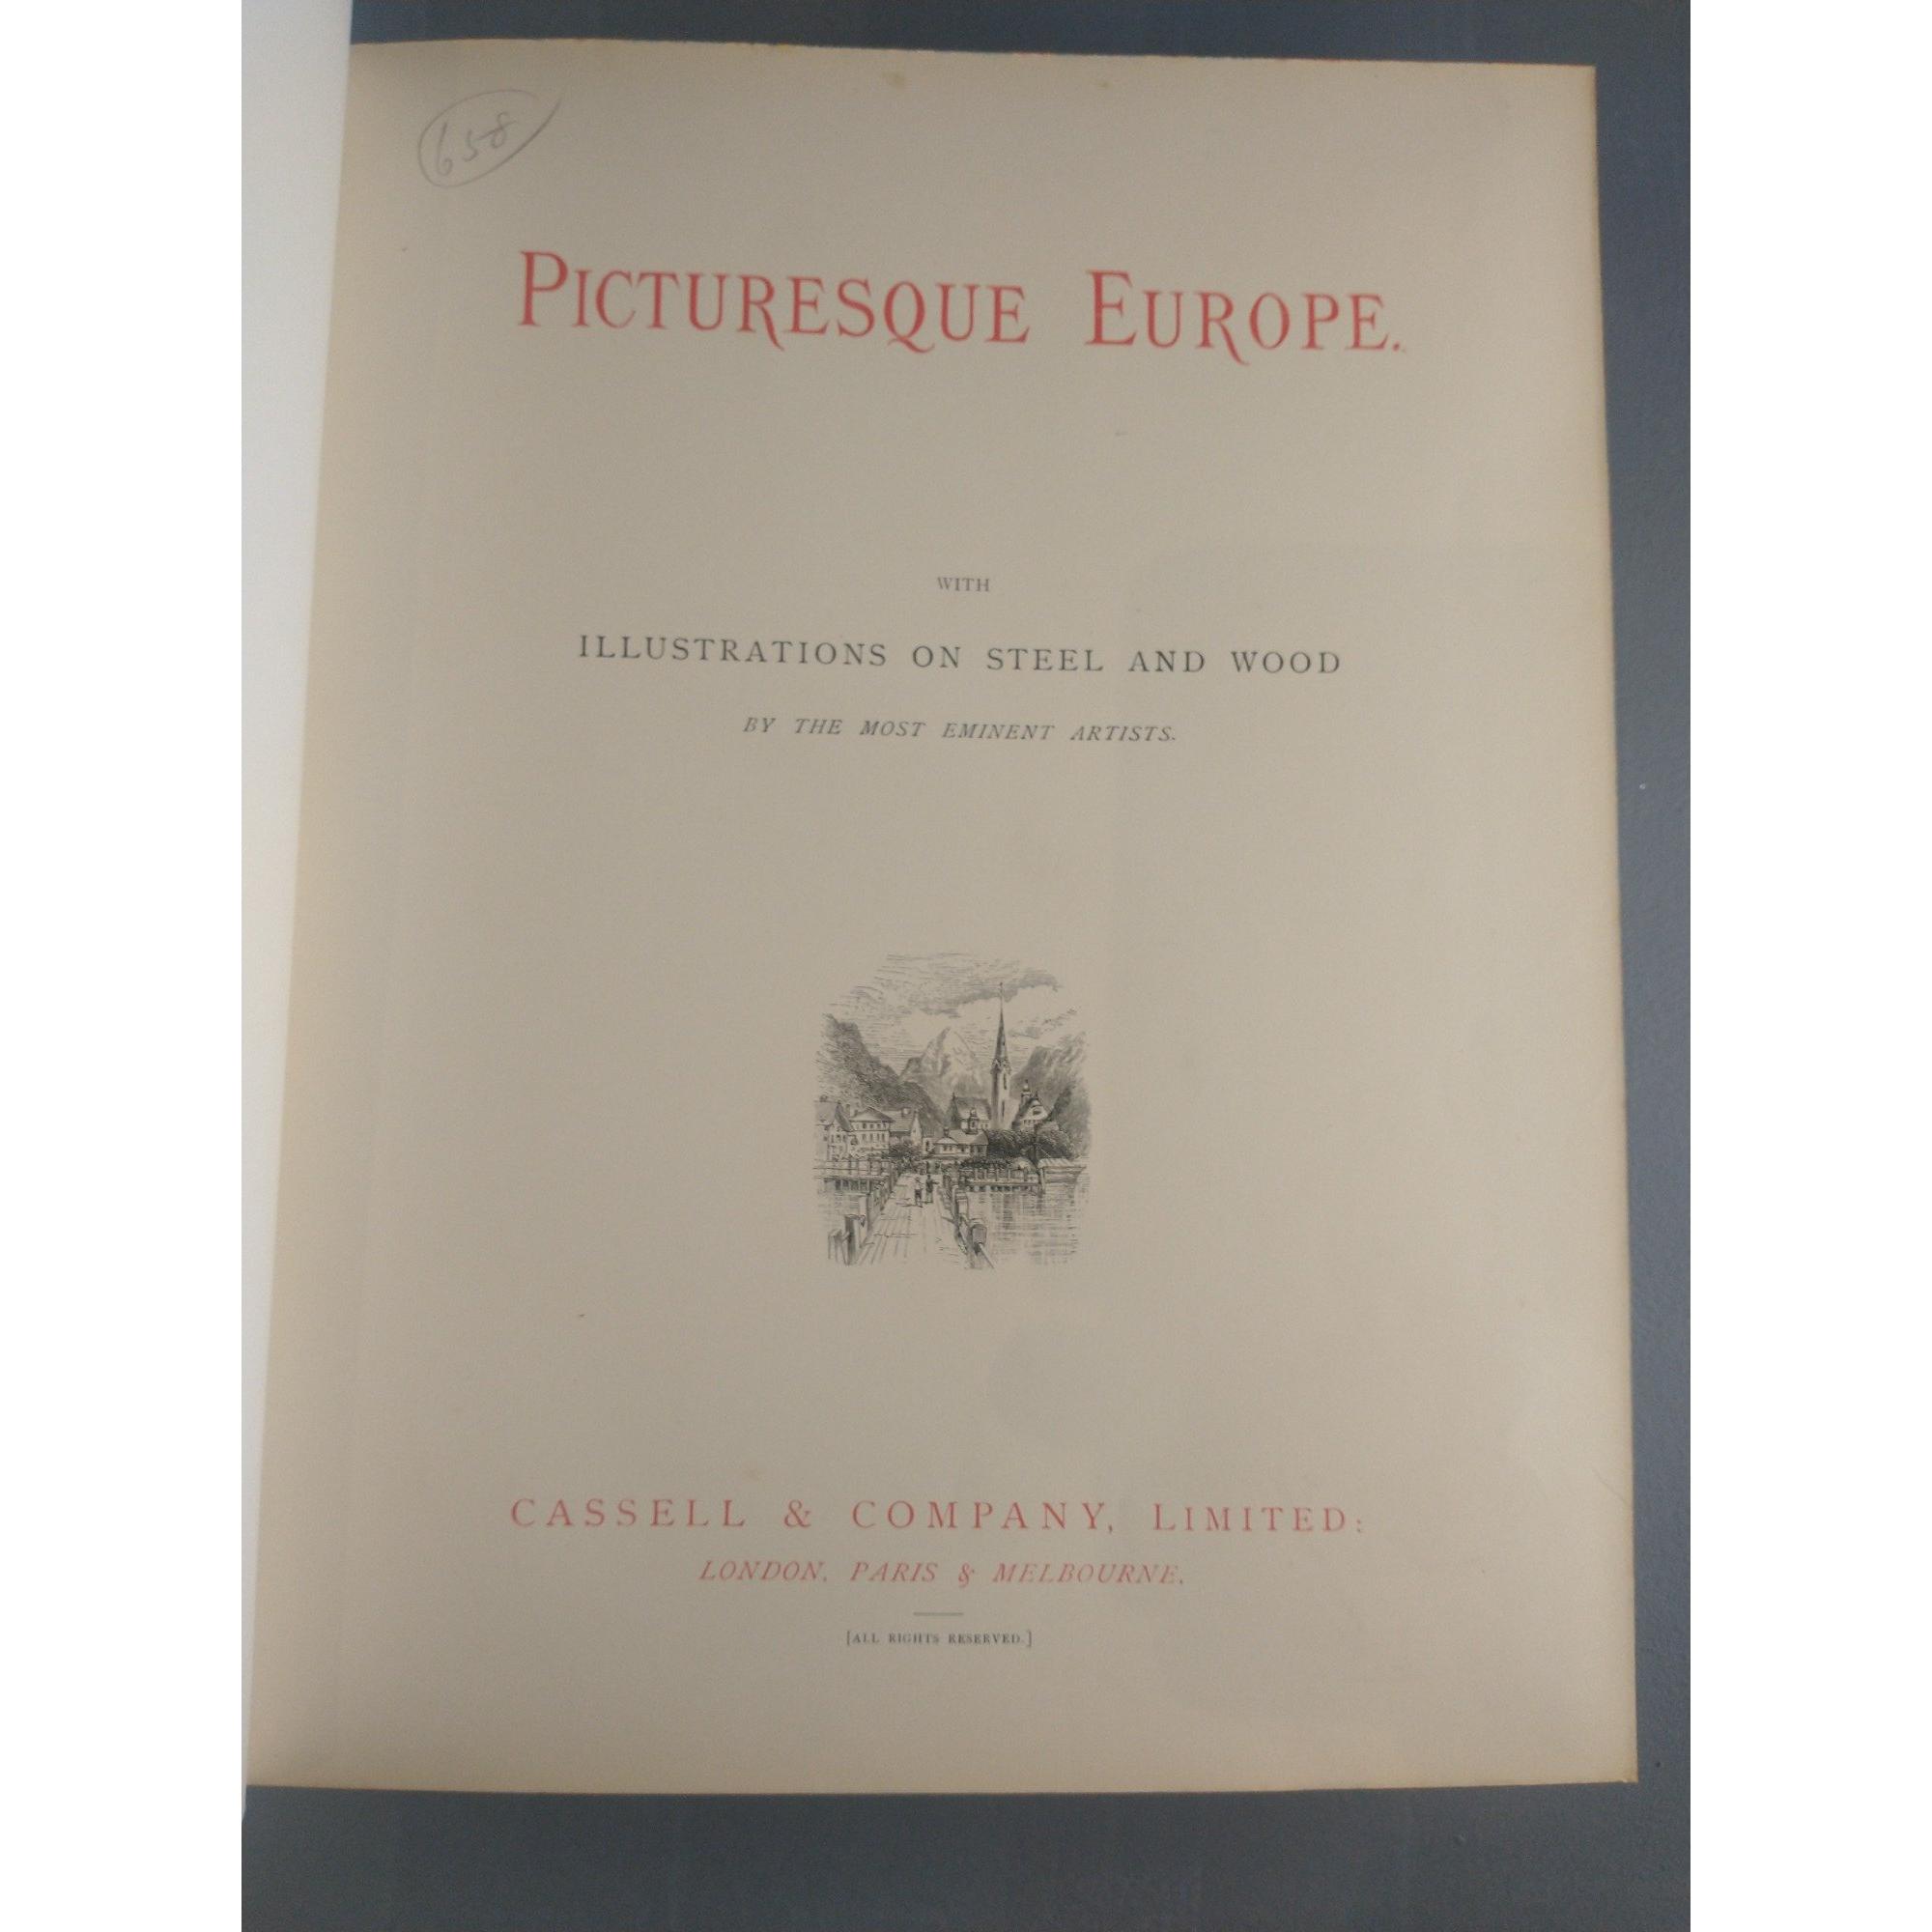 658
PICTURESQUE EUROPE.
WITH
ILLUSTRATIONS ON STEEL AND WOOD
BY THE MOST EMINENT ARTISTS.
CASSELL & COMPANY, LIMITED:
LONDON, PARIS & MELBOURNE.
[ALL RIGHTS RESERVED.]